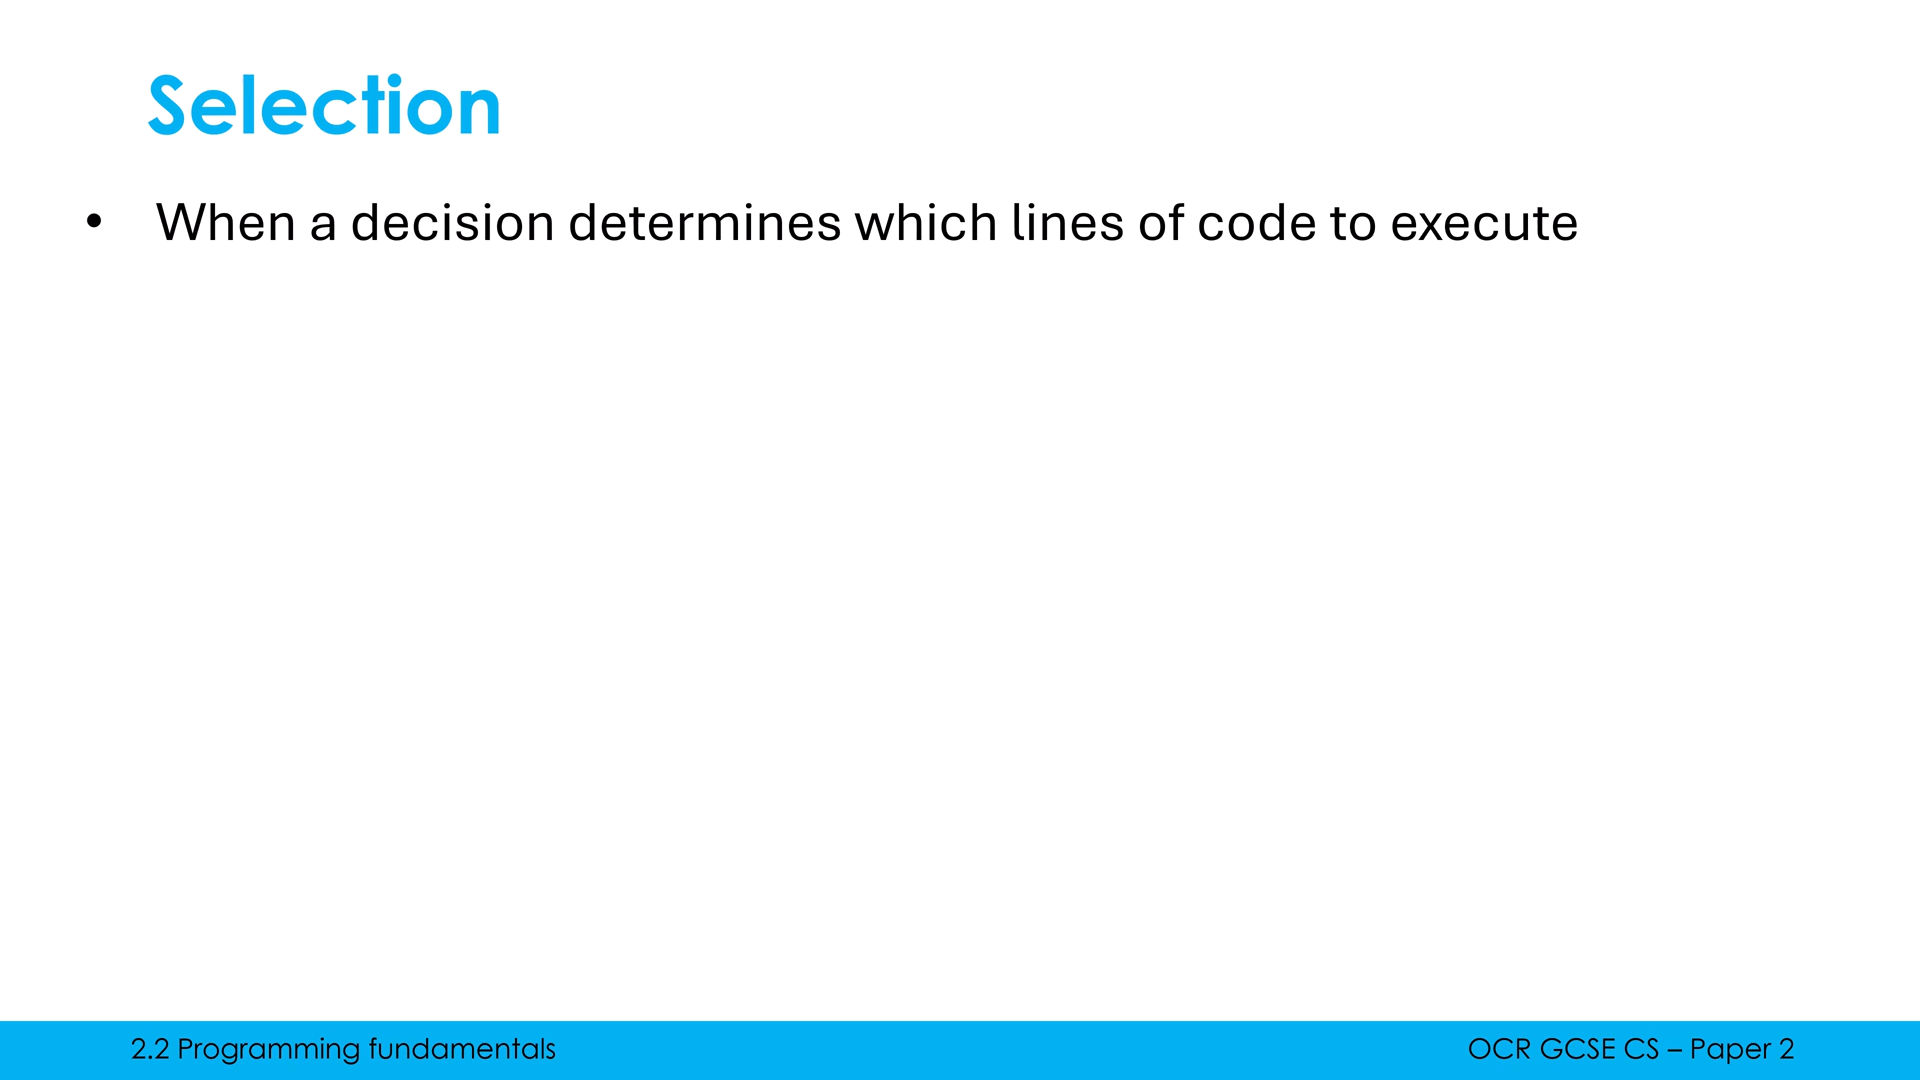 Selection
• When a decision determines which lines of code to execute
2.2 Programming fundamentals
OCR GCSE CS – Paper 2